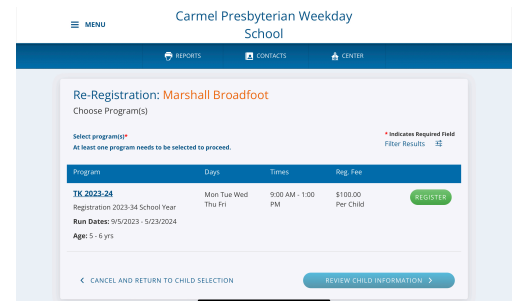 MENU
Carmel Presbyterian Weekday
School
REPORTS CONTACTS CENTER
Re-Registration: Marshall Broadfoot
Choose Program(s)
Select program(s)*
* Indicates Required Field
At least one program needs to be selected to proceed.
Filter Results
Program Days Times Reg. Fee
TK 2023-24 Mon Tue Wed 9:00 AM - 1:00 $100.00 REGISTER
Registration 2023-34 School Year Thu Fri PM Per Child
Run Dates: 9/5/2023 - 5/23/2024
Age: 5 - 6 yrs
CANCEL AND RETURN TO CHILD SELECTION REVIEW CHILD INFORMATION